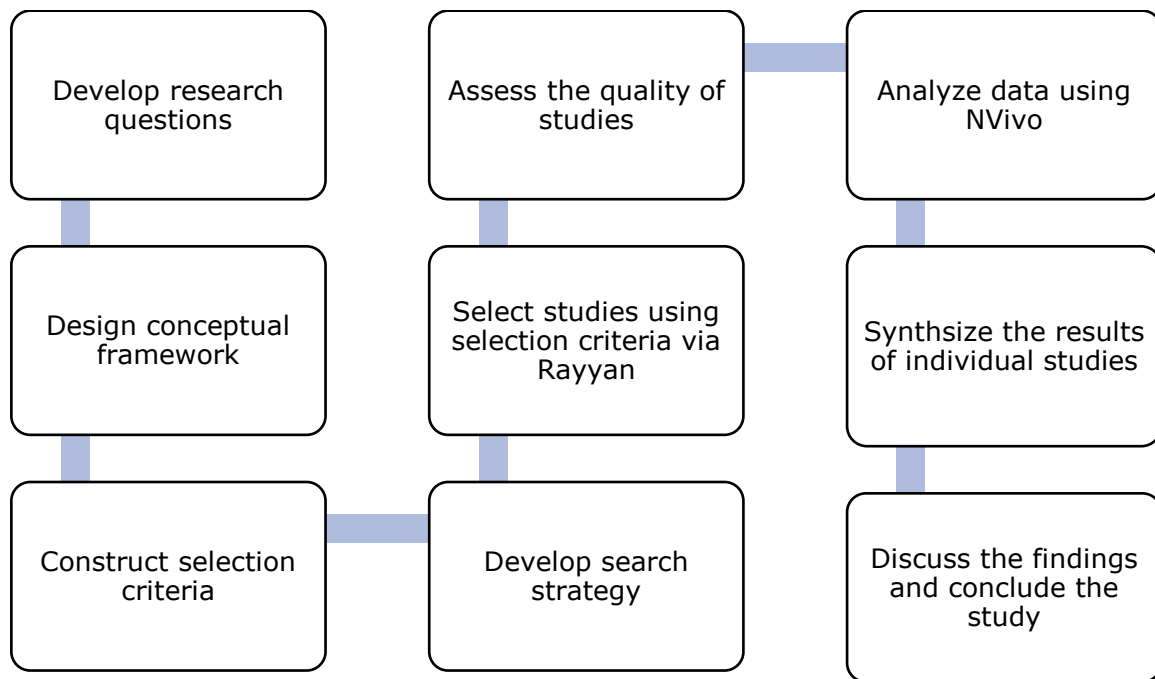 Develop research
questions
Design conceptual
framework
Construct selection
criteria
Develop search
strategy
Select studies using
selection criteria via
Rayyan
Assess the quality of
studies
Analyze data using
NVivo
Synthsize the results
of individual studies
Discuss the findings
and conclude the
study